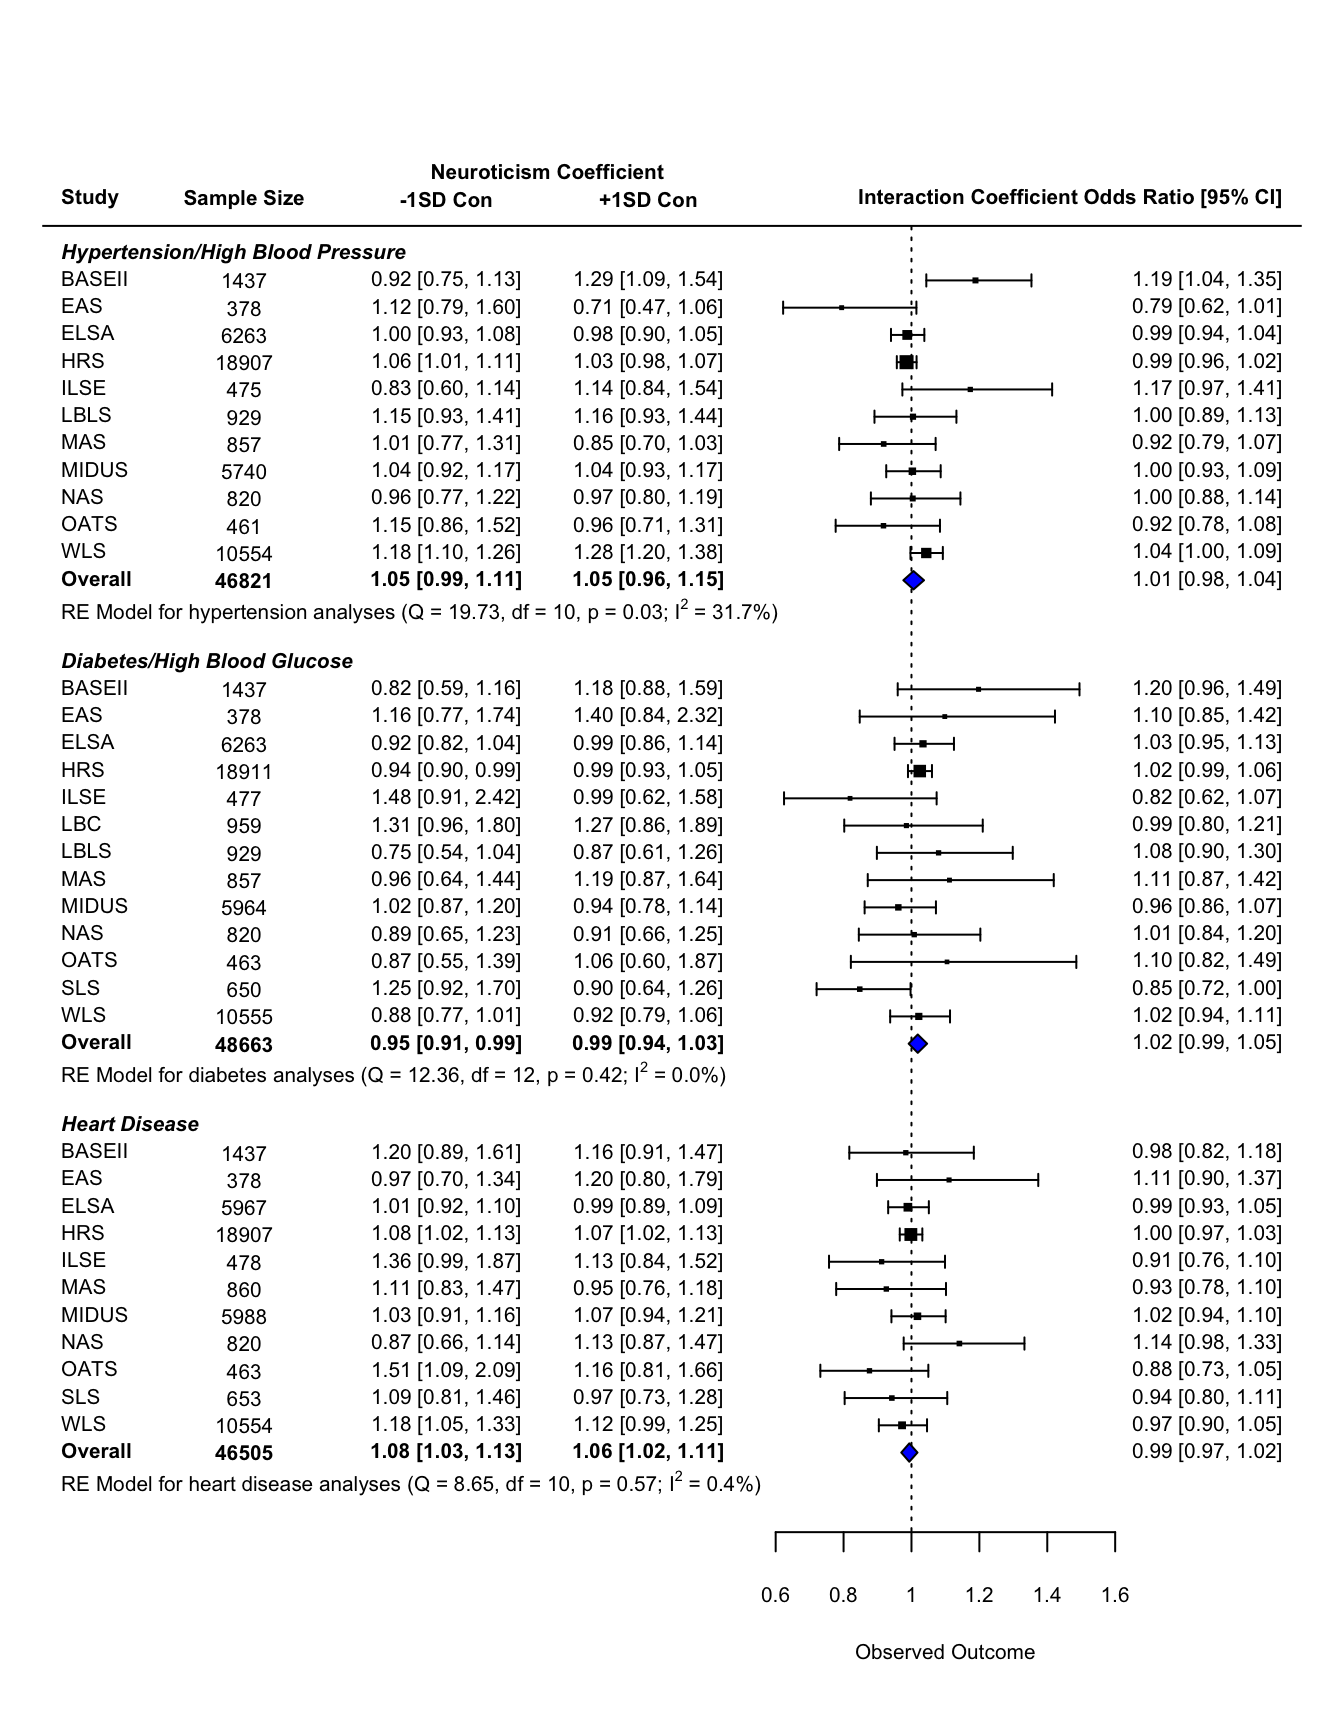 Neuroticism Coefficient
Study Sample Size -1SD Con +1SD Con Interaction Coefficient Odds Ratio [95% CI]
Hypertension/High Blood Pressure
BASEII 1437 0.92 [0.75, 1.13] 1.29 [1.09, 1.54] 1.19 [1.04, 1.35]
EAS 378 1.12 [0.79, 1.60] 0.71 [0.47, 1.06] 0.79 [0.62, 1.01]
ELSA 6263 1.00 [0.93, 1.08] 0.98 [0.90, 1.05] 0.99 [0.94, 1.04]
HRS 18907 1.06 [1.01, 1.11] 1.03 [0.98, 1.07] 0.99 [0.96, 1.02]
ILSE 475 0.83 [0.60, 1.14] 1.14 [0.84, 1.54] 1.17 [0.97, 1.41]
LBLS 929 1.15 [0.93, 1.41] 1.16 [0.93, 1.44] 1.00 [0.89, 1.13]
MAS 857 1.01 [0.77, 1.31] 0.85 [0.70, 1.03] 0.92 [0.79, 1.07]
MIDUS 5740 1.04 [0.92, 1.17] 1.04 [0.93, 1.17] 1.00 [0.93, 1.09]
NAS 820 0.96 [0.77, 1.22] 0.97 [0.80, 1.19] 1.00 [0.88, 1.14]
OATS 461 1.15 [0.86, 1.52] 0.96 [0.71, 1.31] 0.92 [0.78, 1.08]
WLS 10554 1.18 [1.10, 1.26] 1.28 [1.20, 1.38] 1.04 [1.00, 1.09]
Overall 46821 1.05 [0.99, 1.11] 1.05 [0.96, 1.15] 1.01 [0.98, 1.04]
RE Model for hypertension analyses (Q = 19.73, df = 10, p = 0.03; I² = 31.7%)
Diabetes/High Blood Glucose
BASEII 1437 0.82 [0.59, 1.16] 1.18 [0.88, 1.59] 1.20 [0.96, 1.49]
EAS 378 1.16 [0.77, 1.74] 1.40 [0.84, 2.32] 1.10 [0.85, 1.42]
ELSA 6263 0.92 [0.82, 1.04] 0.99 [0.86, 1.14] 1.03 [0.95, 1.13]
HRS 18911 0.94 [0.90, 0.99] 0.99 [0.93, 1.05] 1.02 [0.99, 1.06]
ILSE 477 1.48 [0.91, 2.42] 0.99 [0.62, 1.58] 0.82 [0.62, 1.07]
LBC 959 1.31 [0.96, 1.80] 1.27 [0.86, 1.89] 0.99 [0.80, 1.21]
LBLS 929 0.75 [0.54, 1.04] 0.87 [0.61, 1.26] 1.08 [0.90, 1.30]
MAS 857 0.96 [0.64, 1.44] 1.19 [0.87, 1.64] 1.11 [0.87, 1.42]
MIDUS 5964 1.02 [0.87, 1.20] 0.94 [0.78, 1.14] 0.96 [0.86, 1.07]
NAS 820 0.89 [0.65, 1.23] 0.91 [0.66, 1.25] 1.01 [0.84, 1.20]
OATS 463 0.87 [0.55, 1.39] 1.06 [0.60, 1.87] 1.10 [0.82, 1.49]
SLS 650 1.25 [0.92, 1.70] 0.90 [0.64, 1.26] 0.85 [0.72, 1.00]
WLS 10555 0.88 [0.77, 1.01] 0.92 [0.79, 1.06] 1.02 [0.94, 1.11]
Overall 48663 0.95 [0.91, 0.99] 0.99 [0.94, 1.03] 1.02 [0.99, 1.05]
RE Model for diabetes analyses (Q = 12.36, df = 12, p = 0.42; I² = 0.0%)
Heart Disease
BASEII 1437 1.20 [0.89, 1.61] 1.16 [0.91, 1.47] 0.98 [0.82, 1.18]
EAS 378 0.97 [0.70, 1.34] 1.20 [0.80, 1.79] 1.11 [0.90, 1.37]
ELSA 5967 1.01 [0.92, 1.10] 0.99 [0.89, 1.09] 0.99 [0.93, 1.05]
HRS 18907 1.08 [1.02, 1.13] 1.07 [1.02, 1.13] 1.00 [0.97, 1.03]
ILSE 478 1.36 [0.99, 1.87] 1.13 [0.84, 1.52] 0.91 [0.76, 1.10]
MAS 860 1.11 [0.83, 1.47] 0.95 [0.76, 1.18] 0.93 [0.78, 1.10]
MIDUS 5988 1.03 [0.91, 1.16] 1.07 [0.94, 1.21] 1.02 [0.94, 1.10]
NAS 820 0.87 [0.66, 1.14] 1.13 [0.87, 1.47] 1.14 [0.98, 1.33]
OATS 463 1.51 [1.09, 2.09] 1.16 [0.81, 1.66] 0.88 [0.73, 1.05]
SLS 653 1.09 [0.81, 1.46] 0.97 [0.73, 1.28] 0.94 [0.80, 1.11]
WLS 10554 1.18 [1.05, 1.33] 1.12 [0.99, 1.25] 0.97 [0.90, 1.05]
Overall 46505 1.08 [1.03, 1.13] 1.06 [1.02, 1.11] 0.99 [0.97, 1.02]
RE Model for heart disease analyses (Q = 8.65, df = 10, p = 0.57; I² = 0.4%)
0.6 0.8 1 1.2 1.4 1.6
Observed Outcome